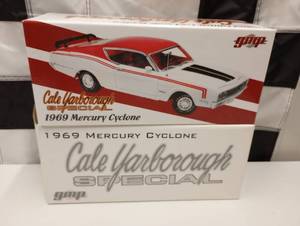 gmp
Cale Yarborough
SPECIAL
1969 Mercury Cyclone
1969 MERCURY CYCLONE
Cale Yarborough
SPECIAL
gmp